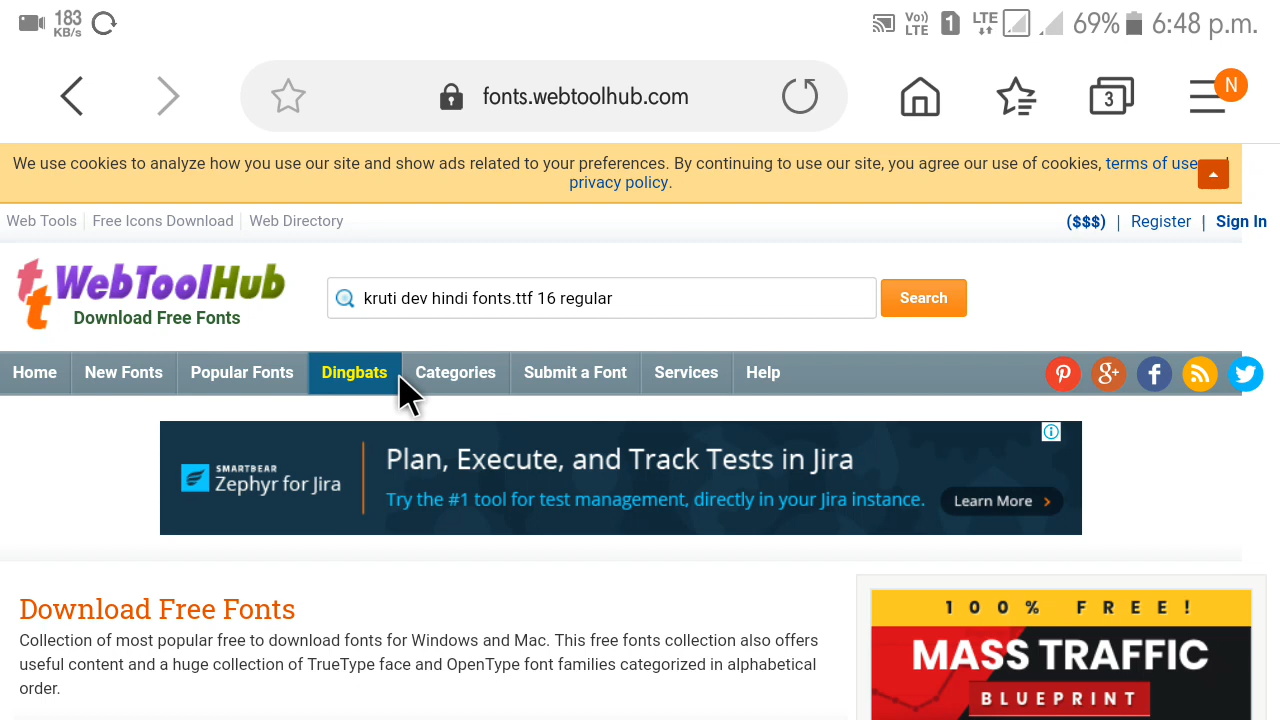 183
KB/s
Vo))
LTE
1
LTE
69%
6:48 p.m.
fonts.webtoolhub.com
3
N
We use cookies to analyze how you use our site and show ads related to your preferences. By continuing to use our site, you agree our use of cookies, terms of use
privacy policy.
Web Tools
Free Icons Download
Web Directory
($$$) | Register | Sign In
WebToolHub
Download Free Fonts
kruti dev hindi fonts.ttf 16 regular
Search
Home
New Fonts
Popular Fonts
Dingbats
Categories
Submit a Font
Services
Help
SMARTBEAR
Zephyr for Jira
Plan, Execute, and Track Tests in Jira
Try the #1 tool for test management, directly in your Jira instance.
Learn More
Download Free Fonts
Collection of most popular free to download fonts for Windows and Mac. This free fonts collection also offers
useful content and a huge collection of TrueType face and OpenType font families categorized in alphabetical
order.
100% FREE!
MASS TRAFFIC
BLUEPRINT